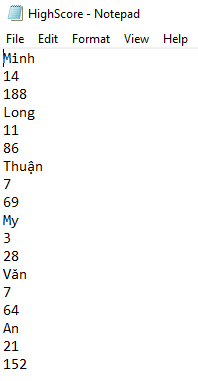 HighScore - Notepad
File Edit Format View Help
Minh
14
188
Long
11
86
Thuận
7
69
My
3
28
Văn
7
64
An
21
152